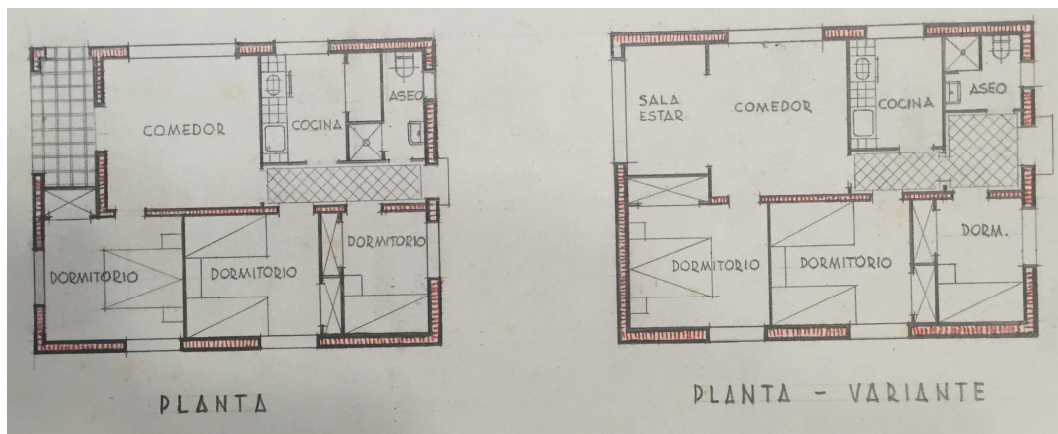 COMEDOR
COCINA
ASEO
DORMITORIO
DORMITORIO
DORMITORIO
PLANTA
SALA
ESTAR
COMEDOR
COCINA
ASEO
DORMITORIO
DORMITORIO
DORM.
PLANTA - VARIANTE